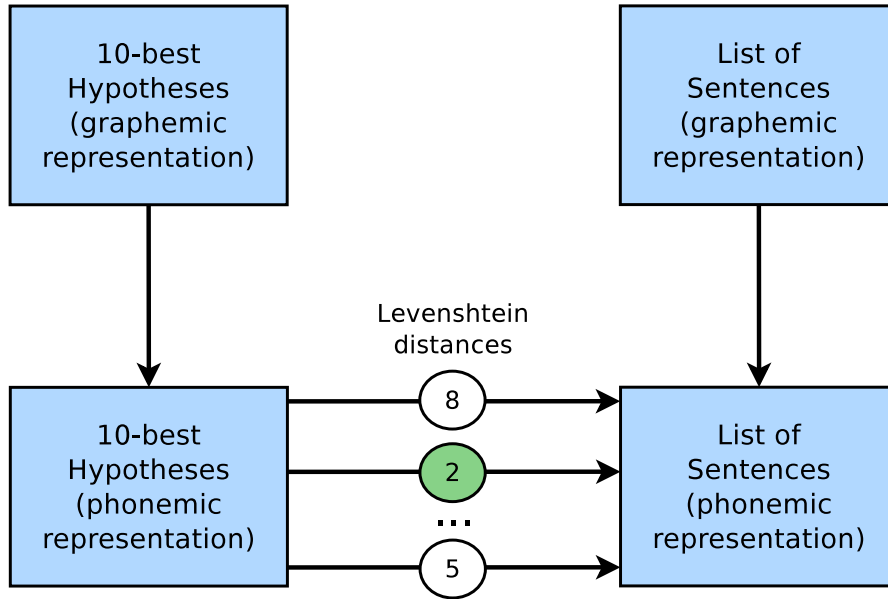 10-best
Hypotheses
(graphemic
representation)
List of
Sentences
(graphemic
representation)
Levenshtein
distances
8
2
...
5
10-best
Hypotheses
(phonemic
representation)
List of
Sentences
(phonemic
representation)